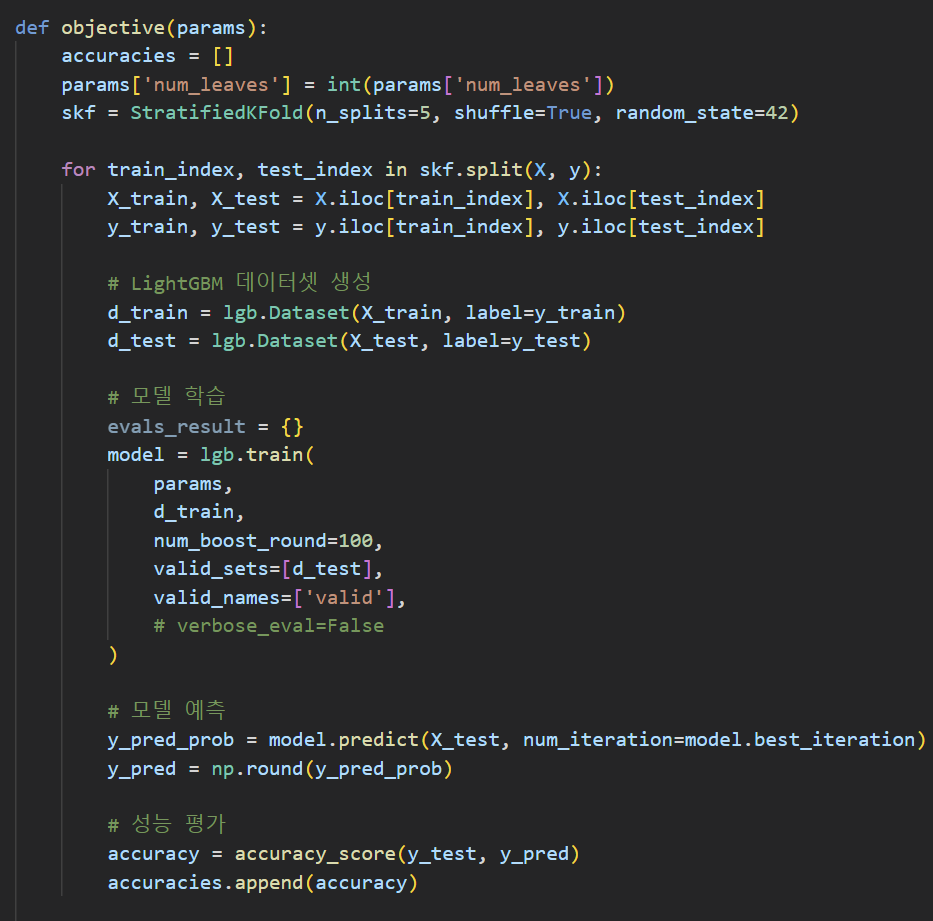 def objective(params):
    accuracies = []
    params['num_leaves'] = int(params['num_leaves'])
    skf = StratifiedKFold(n_splits=5, shuffle=True, random_state=42)

    for train_index, test_index in skf.split(X, y):
        X_train, X_test = X.iloc[train_index], X.iloc[test_index]
        y_train, y_test = y.iloc[train_index], y.iloc[test_index]

        # LightGBM 데이터셋 생성
        d_train = lgb.Dataset(X_train, label=y_train)
        d_test = lgb.Dataset(X_test, label=y_test)

        # 모델 학습
        evals_result = {}
        model = lgb.train(
            params,
            d_train,
            num_boost_round=100,
            valid_sets=[d_test],
            valid_names=['valid'],
            # verbose_eval=False
        )

        # 모델 예측
        y_pred_prob = model.predict(X_test, num_iteration=model.best_iteration)
        y_pred = np.round(y_pred_prob)

        # 성능 평가
        accuracy = accuracy_score(y_test, y_pred)
        accuracies.append(accuracy)